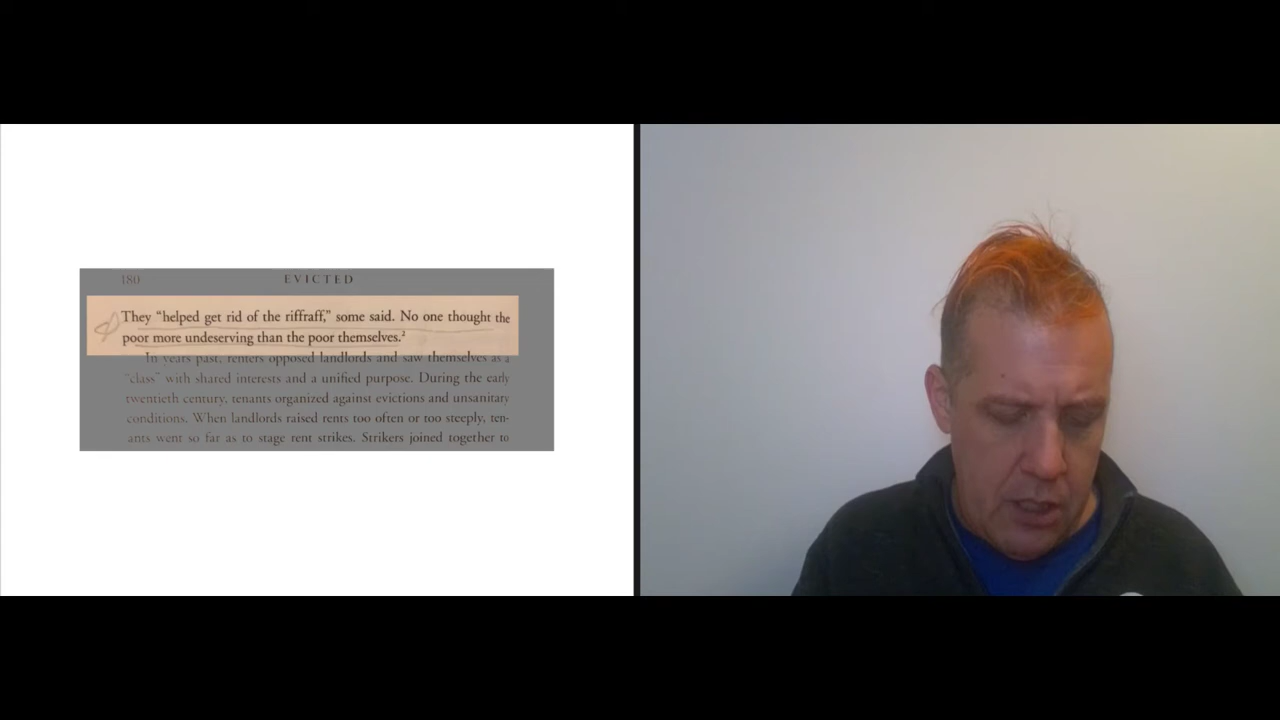 180
EVICTED
They “helped get rid of the riffraff,” some said. No one thought the
poor more undeserving than the poor themselves.²
In years past, renters opposed landlords and saw themselves as a
“class” with shared interests and a unified purpose. During the early
twentieth century, tenants organized against evictions and unsanitary
conditions. When landlords raised rents too often or too steeply, ten-
ants went so far as to stage rent strikes. Strikers joined together to